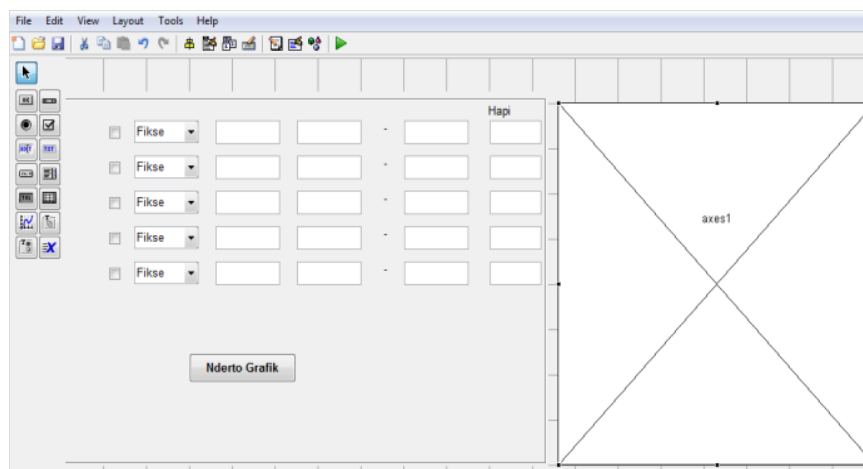 File Edit View Layout Tools Help
Hapi
Fikse -
Fikse -
Fikse -
Fikse -
Fikse -
axes1
Nderto Grafik